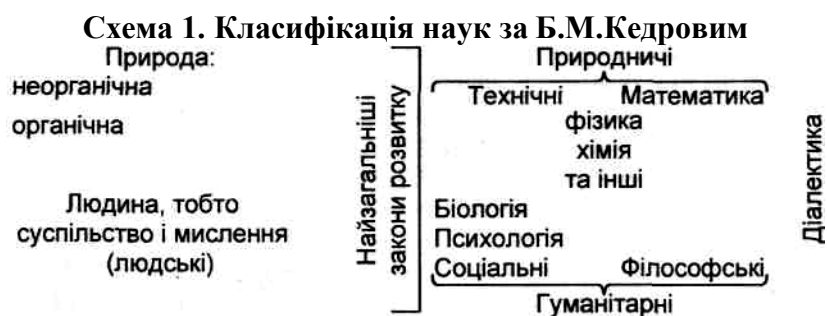 Схема 1. Класифікація наук за Б.М.Кедровим
Природа:
неорганічна
органічна
Людина, тобто
суспільство і мислення
(людські)
Найзагальніші
закони розвитку
Природничі
Технічні Математика
фізика
хімія
та інші
Біологія
Психологія
Соціальні Філософські
Гуманітарні
Діалектика